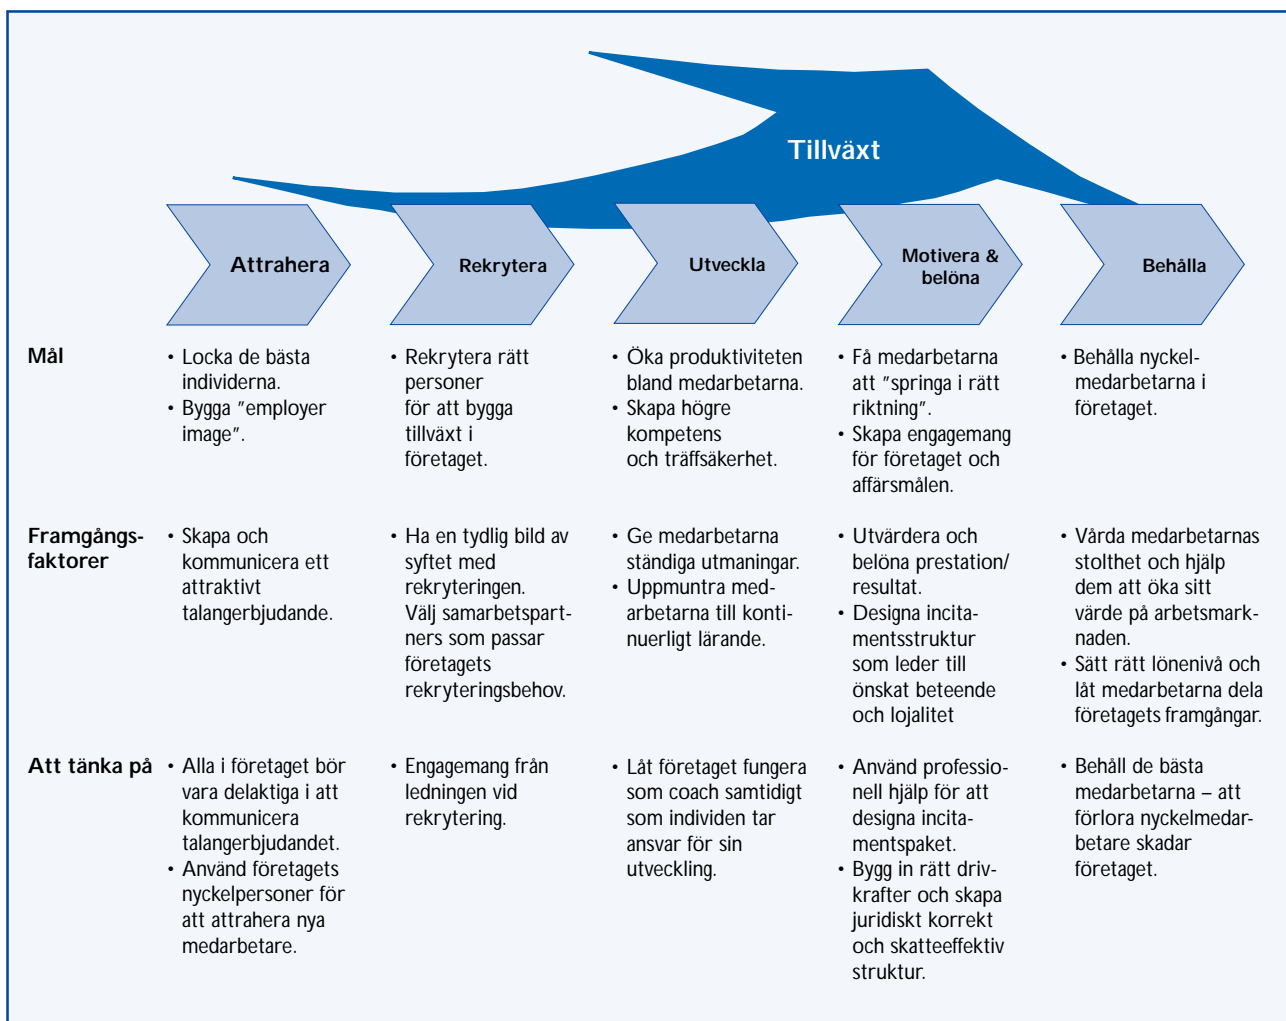 Tillväxt
Attrahera
Rekrytera
Utveckla
Motivera &
belöna
Behålla
Mål
• Locka de bästa
individerna.
• Bygga ”employer
image”.
• Rekrytera rätt
personer
för att bygga
tillväxt i
företaget.
• Öka produktiviteten
bland medarbetarna.
• Skapa högre
kompetens
och träffsäkerhet.
• Få medarbetarna
att ”springa i rätt
riktning”.
• Skapa engagemang
för företaget och
affärsmålen.
• Behålla nyckel-
medarbetarna i
företaget.
Framgångs-
faktorer
• Skapa och
kommunicera ett
attraktivt
talangerbjudande.
• Ha en tydlig bild av
syftet med
rekryteringen.
Välj samarbetspart-
ners som passar
företagets
rekryteringsbehov.
• Ge medarbetarna
ständiga utmaningar.
• Uppmuntra med-
arbetarna till konti-
nuerligt lärande.
• Utvärdera och
belöna prestation/
resultat.
• Designa incita-
mentsstruktur
som leder till
önskat beteende
och lojalitet
• Vårda medarbetarnas
stolthet och hjälp
dem att öka sitt
värde på arbetsmark-
naden.
• Sätt rätt lönenivå och
låt medarbetarna dela
företagets framgångar.
Att tänka på
• Alla i företaget bör
vara delaktiga i att
kommunicera
talangerbjudandet.
• Använd företagets
nyckelpersoner för
att attrahera nya
medarbetare.
• Engagemang från
ledningen vid
rekrytering.
• Låt företaget fungera
som coach samtidigt
som individen tar
ansvar för sin
utveckling.
• Använd professio-
nell hjälp för att
designa incita-
mentspaket.
• Bygg in rätt driv-
krafter och skapa
juridiskt korrekt
och skatteeffektiv
struktur.
• Behåll de bästa
medarbetarna – att
förlora nyckelmedar-
betare skadar
företaget.